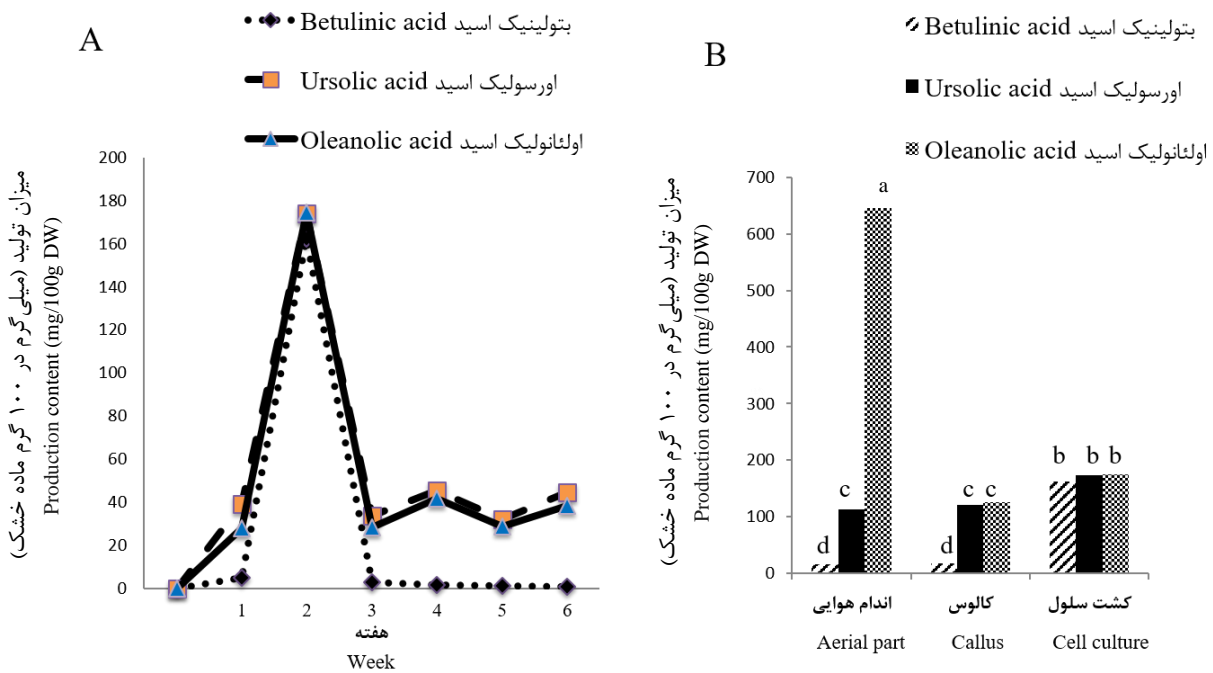 A
Betulinic acid بتولینیک اسید
Ursolic acid اورسولیک اسید
Oleanolic acid اولئانولیک اسید
میزان تولید (میلی‌گرم در ۱۰۰ گرم ماده خشک)
Production content (mg/100g DW)
200
180
160
140
120
100
80
60
40
20
0
1 2 3 4 5 6
هفته
Week
B
Betulinic acid بتولینیک اسید
Ursolic acid اورسولیک اسید
Oleanolic acid اولئانولیک اسید
میزان تولید (میلی‌گرم در ۱۰۰ گرم ماده خشک)
Production content (mg/100g DW)
700
600
500
400
300
200
100
0
d c a
d c c
b b b
اندام هوایی
کالوس
کشت سلول
Aerial part
Callus
Cell culture